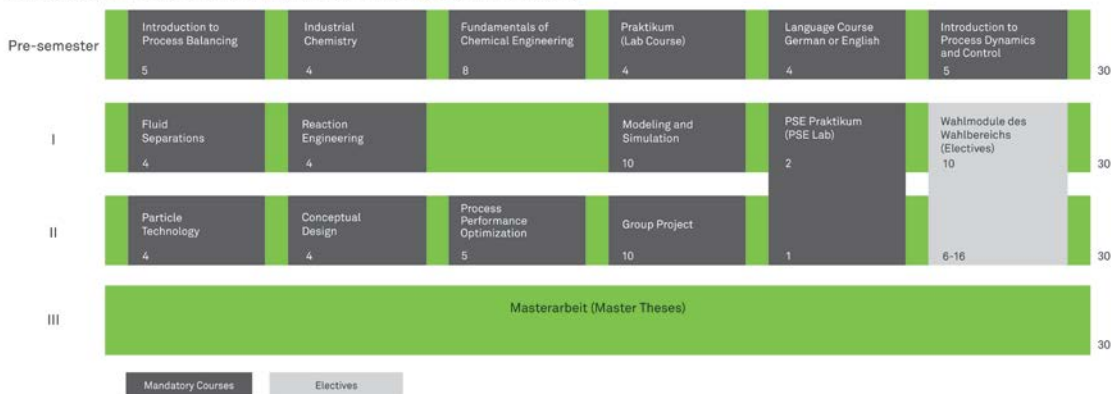 Pre-semester
Introduction to
Process Balancing
5
Industrial
Chemistry
4
Fundamentals of
Chemical Engineering
8
Praktikum
(Lab Course)
4
Language Course
German or English
4
Introduction to
Process Dynamics
and Control
5
30
I
Fluid
Separations
4
Reaction
Engineering
4
Modeling and
Simulation
10
PSE Praktikum
(PSE Lab)
2
Wahlmodule des
Wahlbereichs
(Electives)
10
30
II
Particle
Technology
4
Conceptual
Design
4
Process
Performance
Optimization
5
Group Project
10
1
6-16
30
III
Masterarbeit (Master Theses)
30
Mandatory Courses
Electives